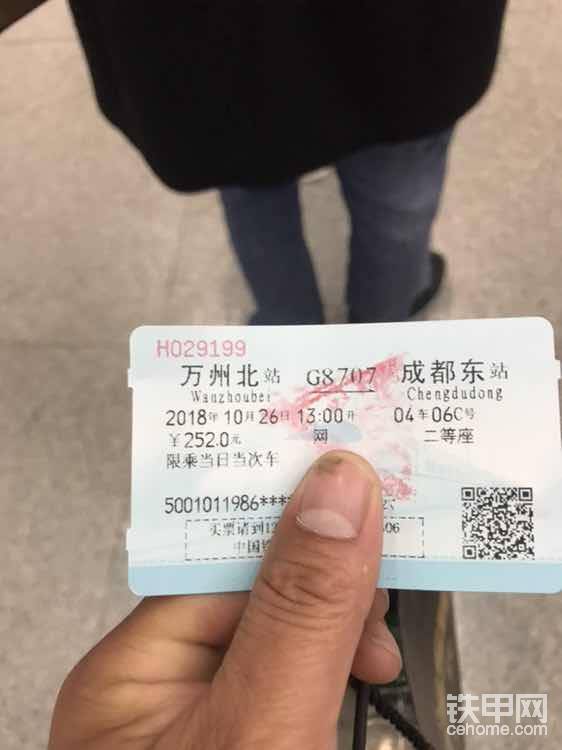 H029199
万州北站 G8707 成都东站
Wanzhoubei Chengdudong
2018年10月26日 13:00开 04车06C号
￥252.0元 网 二等座
限乘当日当次车
5001011986***
买票请到12 06
中国铁
铁甲网
cehome.com